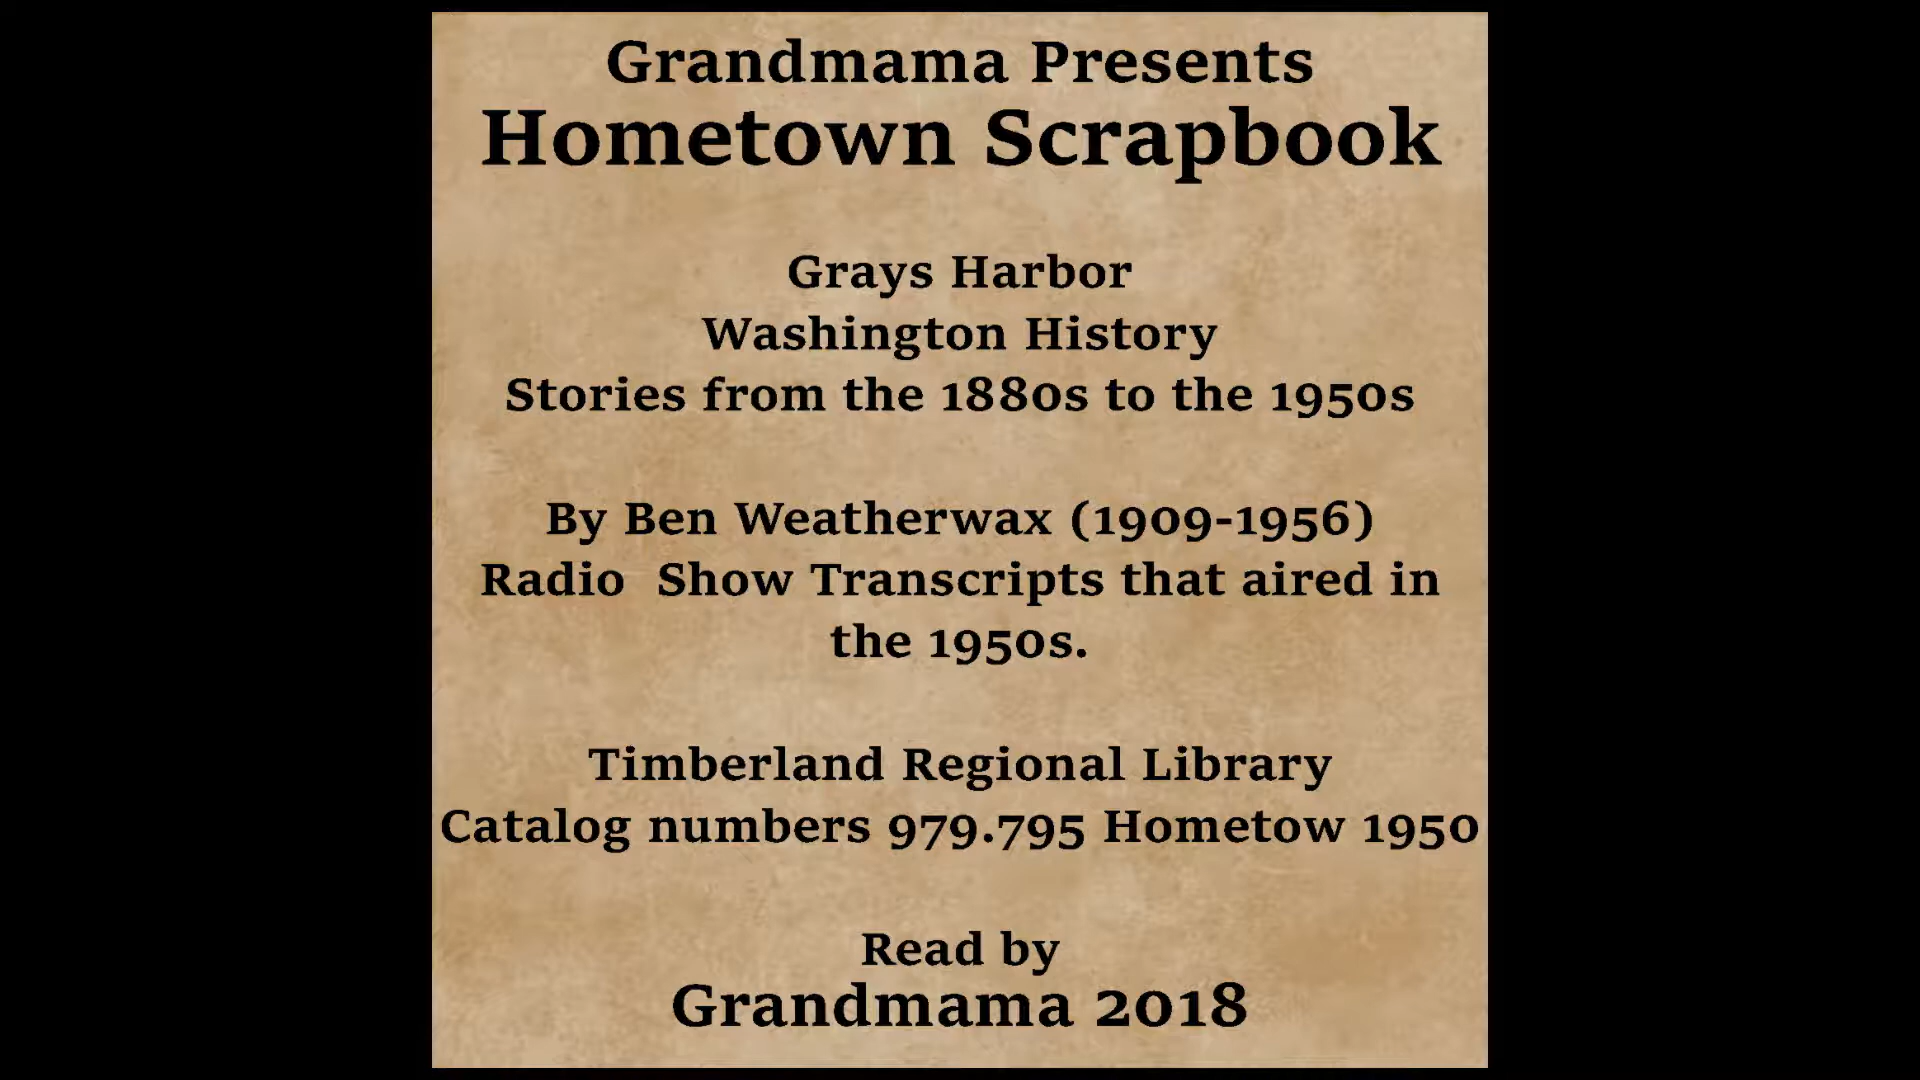 Grandmama Presents
Hometown Scrapbook
Grays Harbor
Washington History
Stories from the 1880s to the 1950s
By Ben Weatherwax (1909-1956)
Radio  Show Transcripts that aired in
the 1950s.
Timberland Regional Library
Catalog numbers 979.795 Hometow 1950
Read by
Grandmama 2018